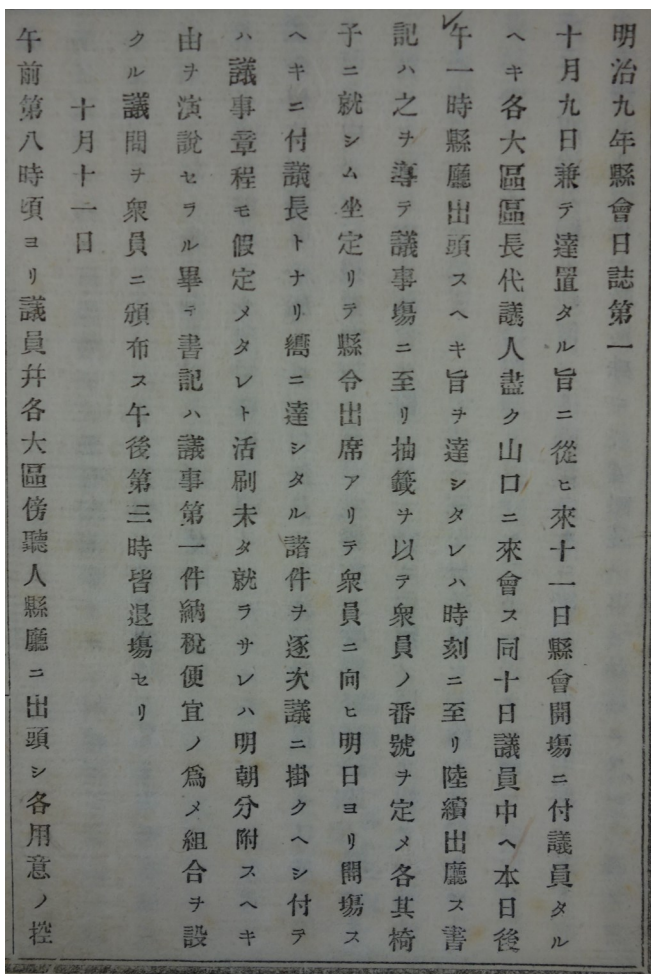 明治九年縣會日誌第一
十月九日兼テ達置タル旨ニ從ヒ來十一日縣會開塲ニ付議員タル
ヘキ各大區區長代議人盡ク山口ニ來會ス同十日議員中ヘ本日後
午一時縣廳出頭スヘキ旨ヲ達シタレハ時刻ニ至リ陸續出廳ス書
記ハ之ヲ導テ議事塲ニ至リ抽籤ヲ以テ衆員ノ番號ヲ定メ各其椅
子ニ就シム坐定リテ縣令出席アリテ衆員ニ向ヒ明日ヨリ開塲ス
ヘキニ付議長トナリ嚮ニ達シタル諸件ヲ逐次議ニ掛クヘシ付テ
ハ議事章程モ假定メタレト活刷未タ就ラサレハ明朝分附スヘキ
由ヲ演說セラル畢テ書記ハ議事第一件納稅便宜ノ爲メ組合ヲ設
クル議問ヲ衆員ニ頒布ス午後第三時皆退塲セリ
十月十一日
午前第八時頃ヨリ議員幷各大區傍聽人縣廳ニ出頭シ各用意ノ控